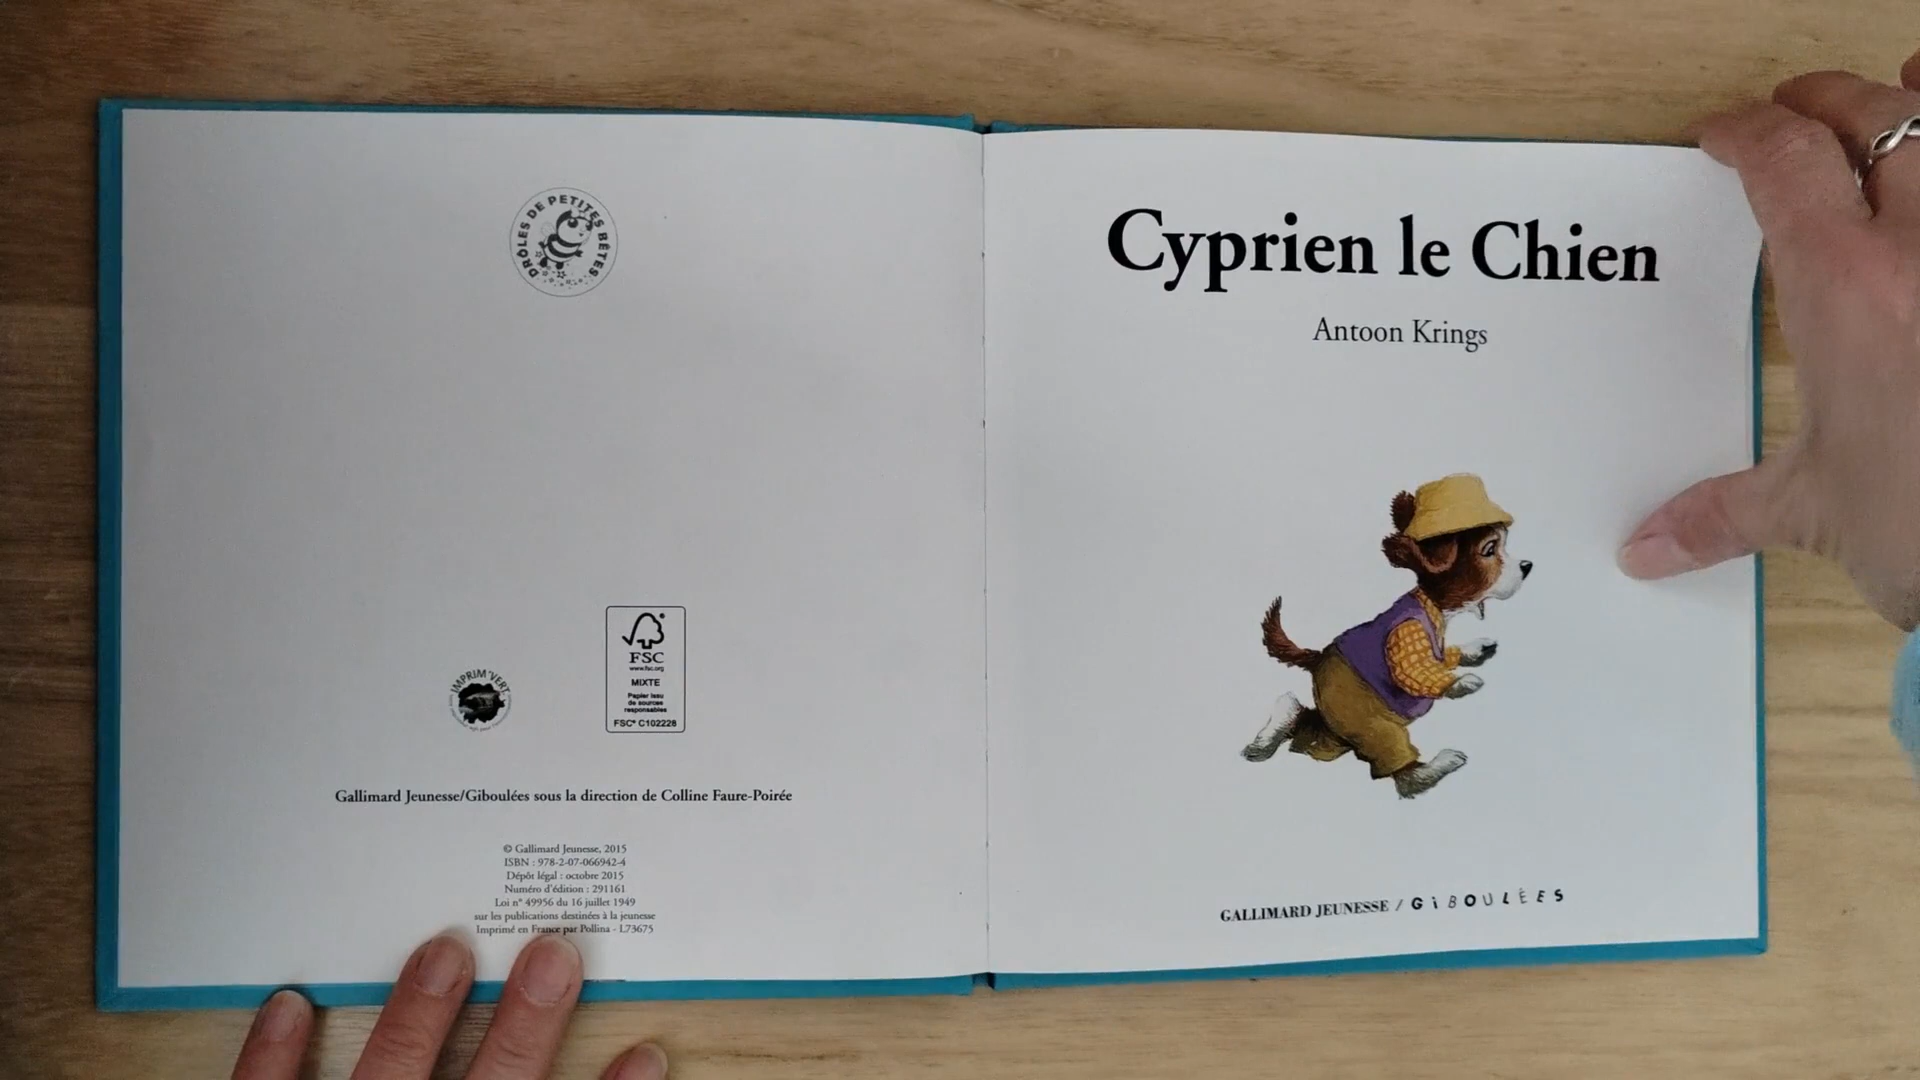 DRÔLES DE PETITES BÊTES
IMPRIM'VERT
FSC
www.fsc.org
MIXTE
Papier issu
de sources
responsables
FSC® C102228
Gallimard Jeunesse/Giboulées sous la direction de Colline Faure-Poirée
© Gallimard Jeunesse, 2015
ISBN : 978-2-07-066942-4
Dépôt légal : octobre 2015
Numéro d'édition : 291161
Loi n° 49956 du 16 juillet 1949
sur les publications destinées à la jeunesse
Imprimé en France par Pollina - L73675
Cyprien le Chien
Antoon Krings
GALLIMARD JEUNESSE / GiBOULÉES